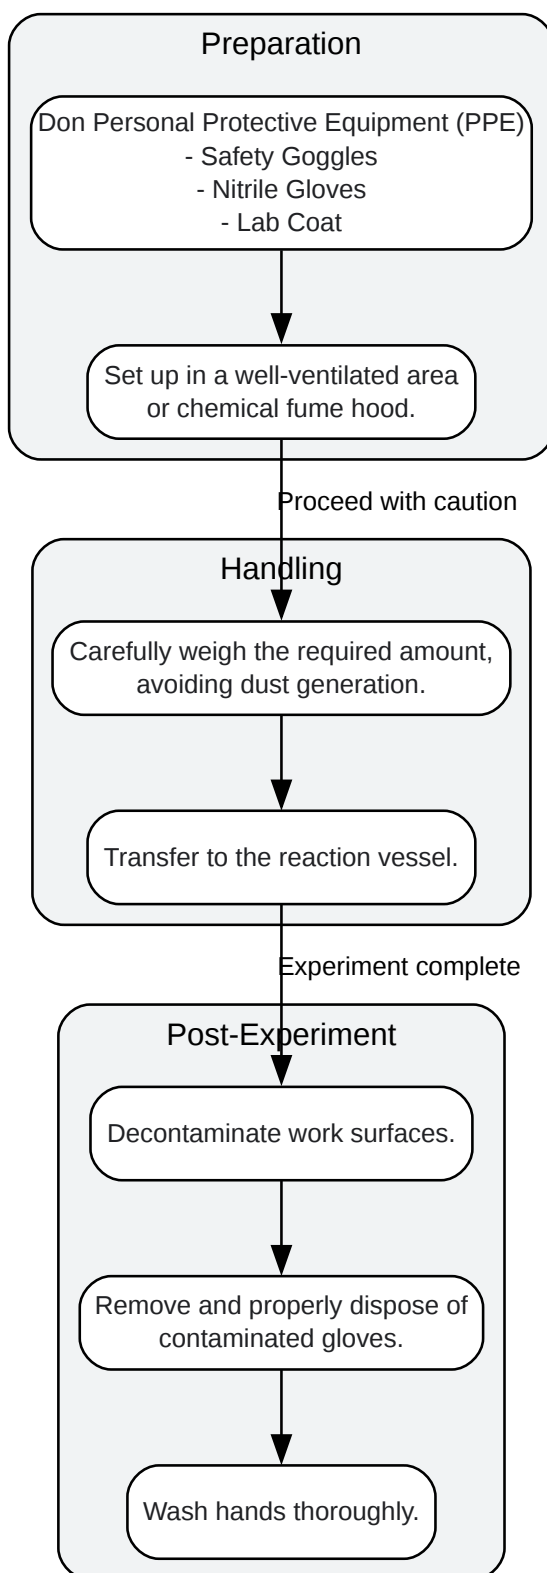 Preparation
Don Personal Protective Equipment (PPE)
- Safety Goggles
- Nitrile Gloves
- Lab Coat
Set up in a well-ventilated area
or chemical fume hood.
Proceed with caution
Handling
Carefully weigh the required amount,
avoiding dust generation.
Transfer to the reaction vessel.
Experiment complete
Post-Experiment
Decontaminate work surfaces.
Remove and properly dispose of
contaminated gloves.
Wash hands thoroughly.